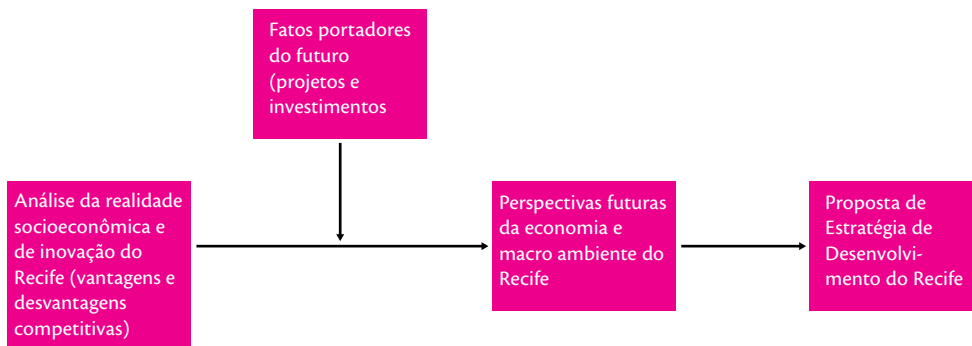 Fatos portadores
do futuro
(projetos e
investimentos
Análise da realidade
socioeconômica e
de inovação do
Recife (vantagens e
desvantagens
competitivas)
Perspectivas futuras
da economia e
macro ambiente do
Recife
Proposta de
Estratégia de
Desenvolvi-
mento do Recife